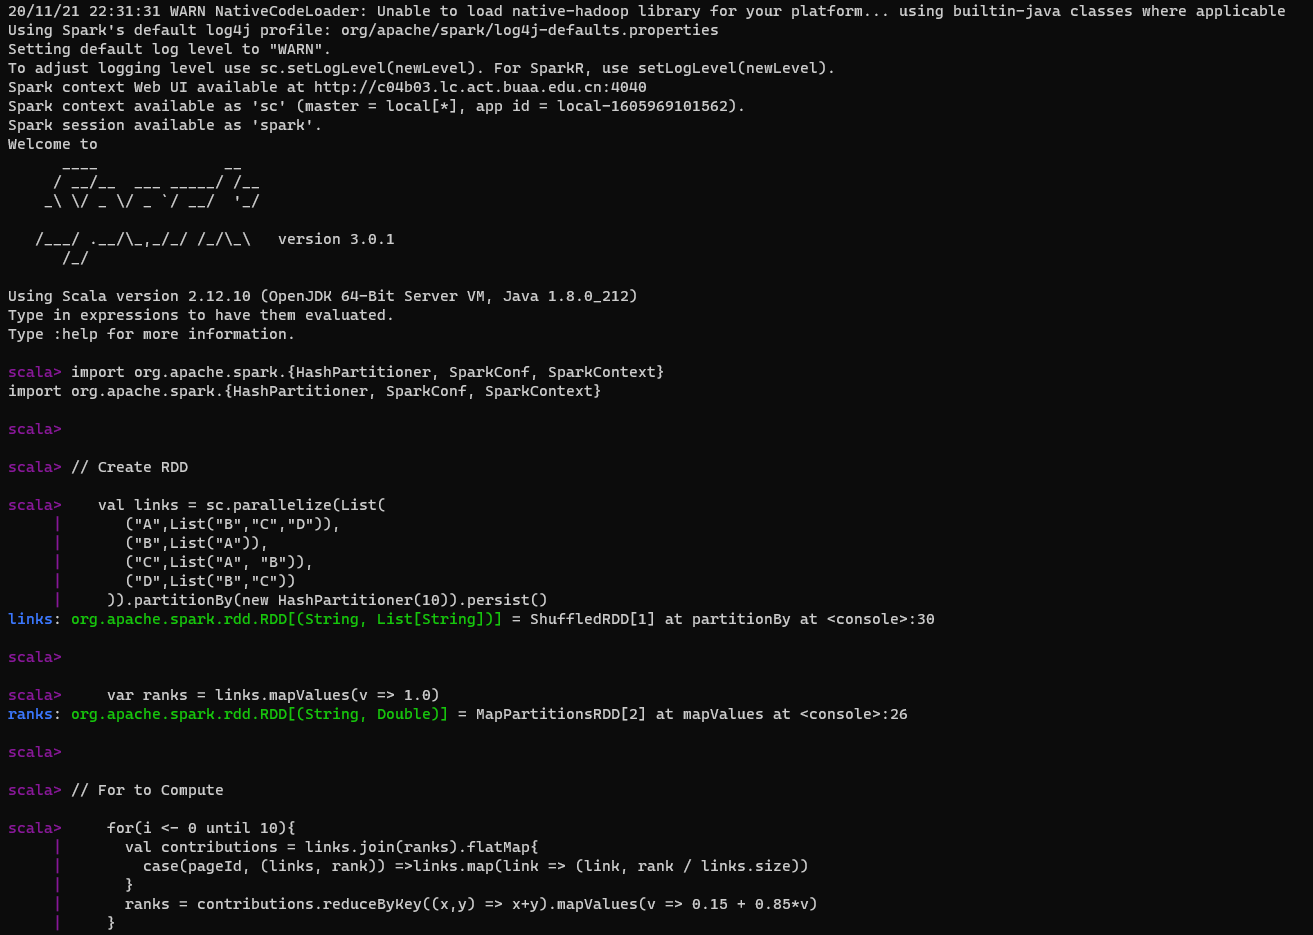 20/11/21 22:31:31 WARN NativeCodeLoader: Unable to load native-hadoop library for your platform... using builtin-java classes where applicable
Using Spark's default log4j profile: org/apache/spark/log4j-defaults.properties
Setting default log level to "WARN".
To adjust logging level use sc.setLogLevel(newLevel). For SparkR, use setLogLevel(newLevel).
Spark context Web UI available at http://c04b03.lc.act.buaa.edu.cn:4040
Spark context available as 'sc' (master = local[*], app id = local-1605969101562).
Spark session available as 'spark'.
Welcome to
      ____              __
     / __/__  ___ _____/ /__
    _\ \/ _ \/ _ `/ __/  '_/
   /___/ .__/\_,_/_/ /_/\_\   version 3.0.1
      /_/
Using Scala version 2.12.10 (OpenJDK 64-Bit Server VM, Java 1.8.0_212)
Type in expressions to have them evaluated.
Type :help for more information.
scala> import org.apache.spark.{HashPartitioner, SparkConf, SparkContext}
import org.apache.spark.{HashPartitioner, SparkConf, SparkContext}
scala>
scala> // Create RDD
scala>    val links = sc.parallelize(List(
     |       ("A",List("B","C","D")),
     |       ("B",List("A")),
     |       ("C",List("A", "B")),
     |       ("D",List("B","C"))
     |     )).partitionBy(new HashPartitioner(10)).persist()
links: org.apache.spark.rdd.RDD[(String, List[String])] = ShuffledRDD[1] at partitionBy at <console>:30
scala>
scala>     var ranks = links.mapValues(v => 1.0)
ranks: org.apache.spark.rdd.RDD[(String, Double)] = MapPartitionsRDD[2] at mapValues at <console>:26
scala>
scala> // For to Compute
scala>     for(i <- 0 until 10){
     |       val contributions = links.join(ranks).flatMap{
     |         case(pageId, (links, rank)) =>links.map(link => (link, rank / links.size))
     |       }
     |       ranks = contributions.reduceByKey((x,y) => x+y).mapValues(v => 0.15 + 0.85*v)
     |     }